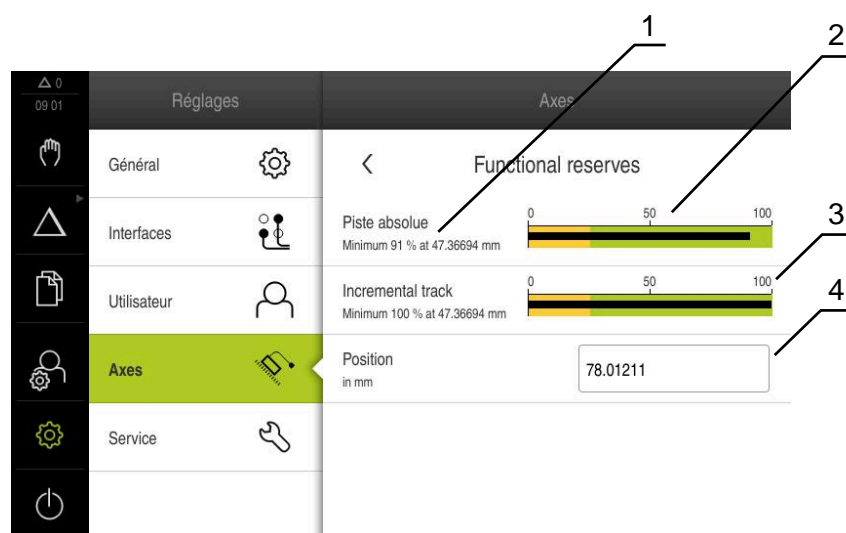 1
2
△ 0
09 01
Réglages
Axes
Général
Functional reserves
Interfaces
Piste absolue
Minimum 91 % at 47.36694 mm
0 50 100
3
Utilisateur
Incremental track
Minimum 100 % at 47.36694 mm
0 50 100
4
Axes
Position
in mm
78.01211
Service